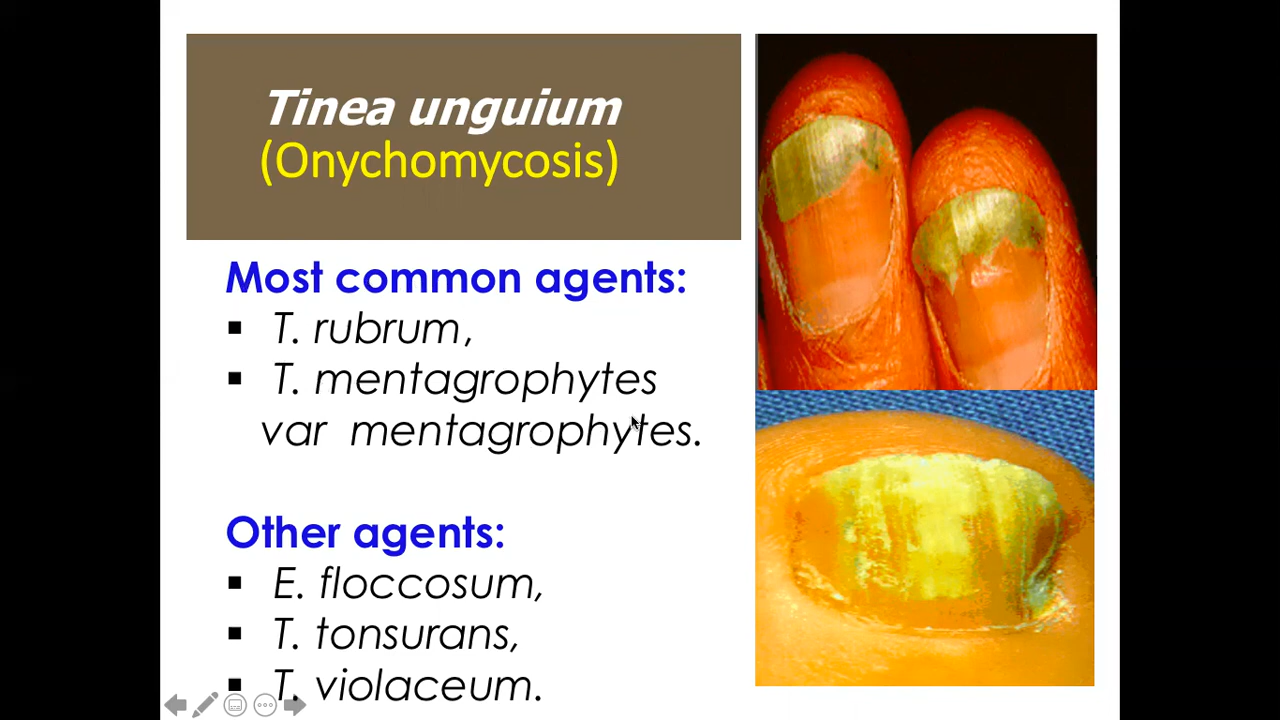 Tinea unguium
(Onychomycosis)
Most common agents:
▪ T. rubrum,
▪ T. mentagrophytes
var mentagrophytes.
Other agents:
▪ E. floccosum,
▪ T. tonsurans,
▪ T. violaceum.